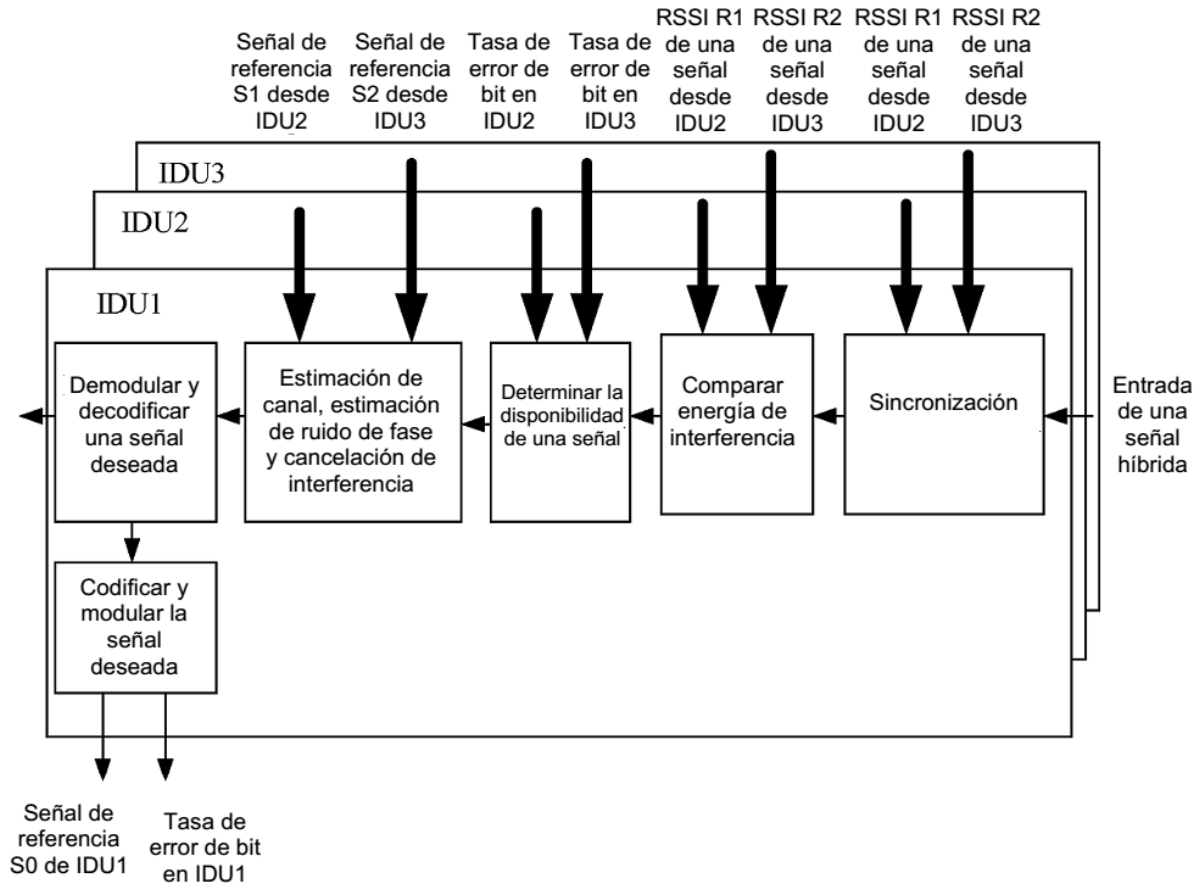 Señal de
referencia
S1 desde
IDU2
Señal de
referencia
S2 desde
IDU3
Tasa de
error de
bit en
IDU2
Tasa de
error de
bit en
IDU3
RSSI R1
de una
señal
desde
IDU2
RSSI R2
de una
señal
desde
IDU3
RSSI R1
de una
señal
desde
IDU2
RSSI R2
de una
señal
desde
IDU3
IDU3
IDU2
IDU1
Demodular y
decodificar
una señal
deseada
Estimación de
canal, estimación
de ruido de fase
y cancelación de
interferencia
Determinar la
disponibilidad
de una señal
Comparar
energía de
interferencia
Sincronización
Entrada
de una
señal
híbrida
Codificar y
modular la
señal
deseada
Señal de
referencia
S0 de IDU1
Tasa de
error de bit
en IDU1